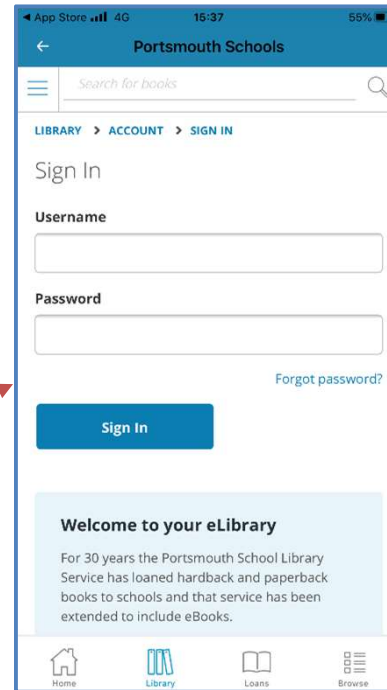 App Store 4G 15:37 55%
Portsmouth Schools
Search for books
LIBRARY > ACCOUNT > SIGN IN
Sign In
Username
Password
Forgot password?
Sign In
Welcome to your eLibrary
For 30 years the Portsmouth School Library
Service has loaned hardback and paperback
books to schools and that service has been
extended to include eBooks.
Home Library Loans Browse